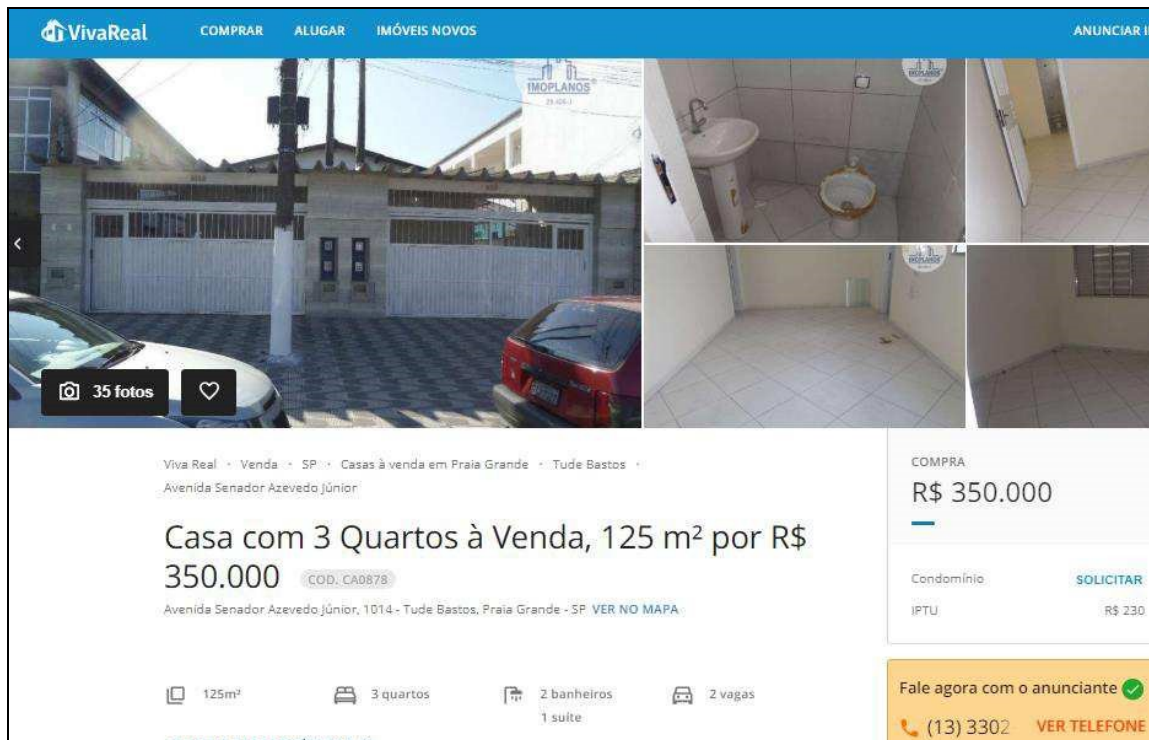 VivaReal COMPRAR ALUGAR IMÓVEIS NOVOS ANUNCIAR I
IMOPLANOS
IMOPLANOS
IMOPLANOS
35 fotos
Viva Real · Venda · SP · Casas à venda em Praia Grande · Tude Bastos ·
Avenida Senador Azevedo Júnior
Casa com 3 Quartos à Venda, 125 m² por R$
350.000 COD. CA0878
Avenida Senador Azevedo Júnior, 1014 - Tude Bastos, Praia Grande - SP VER NO MAPA
125m² 3 quartos 2 banheiros 2 vagas
1 suíte
COMPRA
R$ 350.000
Condomínio SOLICITAR
IPTU R$ 230
Fale agora com o anunciante
(13) 3302 VER TELEFONE